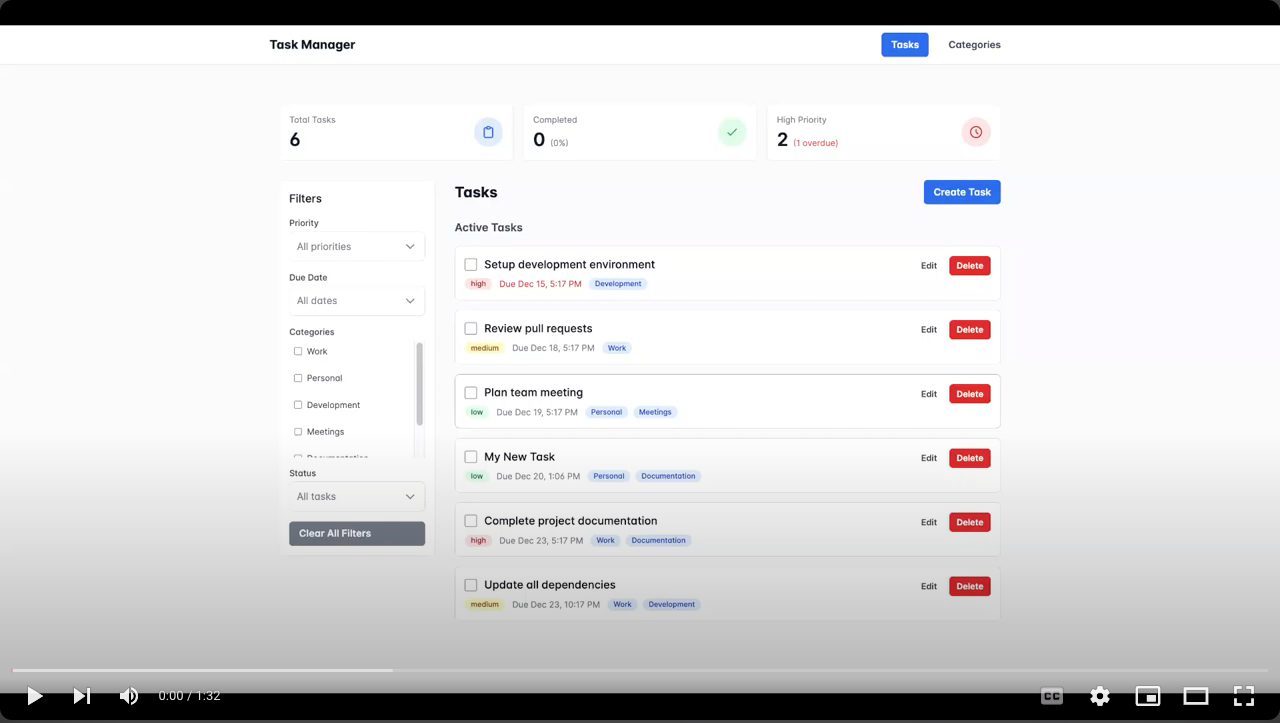 Task Manager
Tasks
Categories
Total Tasks
6
Completed
0 (0%)
High Priority
2 (1 overdue)
Filters
Priority
All priorities
Due Date
All dates
Categories
Work
Personal
Development
Meetings
Documentation
Status
All tasks
Clear All Filters
Tasks
Create Task
Active Tasks
Setup development environment
Edit
Delete
high Due Dec 15, 5:17 PM Development
Review pull requests
Edit
Delete
medium Due Dec 18, 5:17 PM Work
Plan team meeting
Edit
Delete
low Due Dec 19, 5:17 PM Personal Meetings
My New Task
Edit
Delete
low Due Dec 20, 1:06 PM Personal Documentation
Complete project documentation
Edit
Delete
high Due Dec 23, 5:17 PM Work Documentation
Update all dependencies
Edit
Delete
medium Due Dec 23, 10:17 PM Work Development
0:00 / 1:32
CC